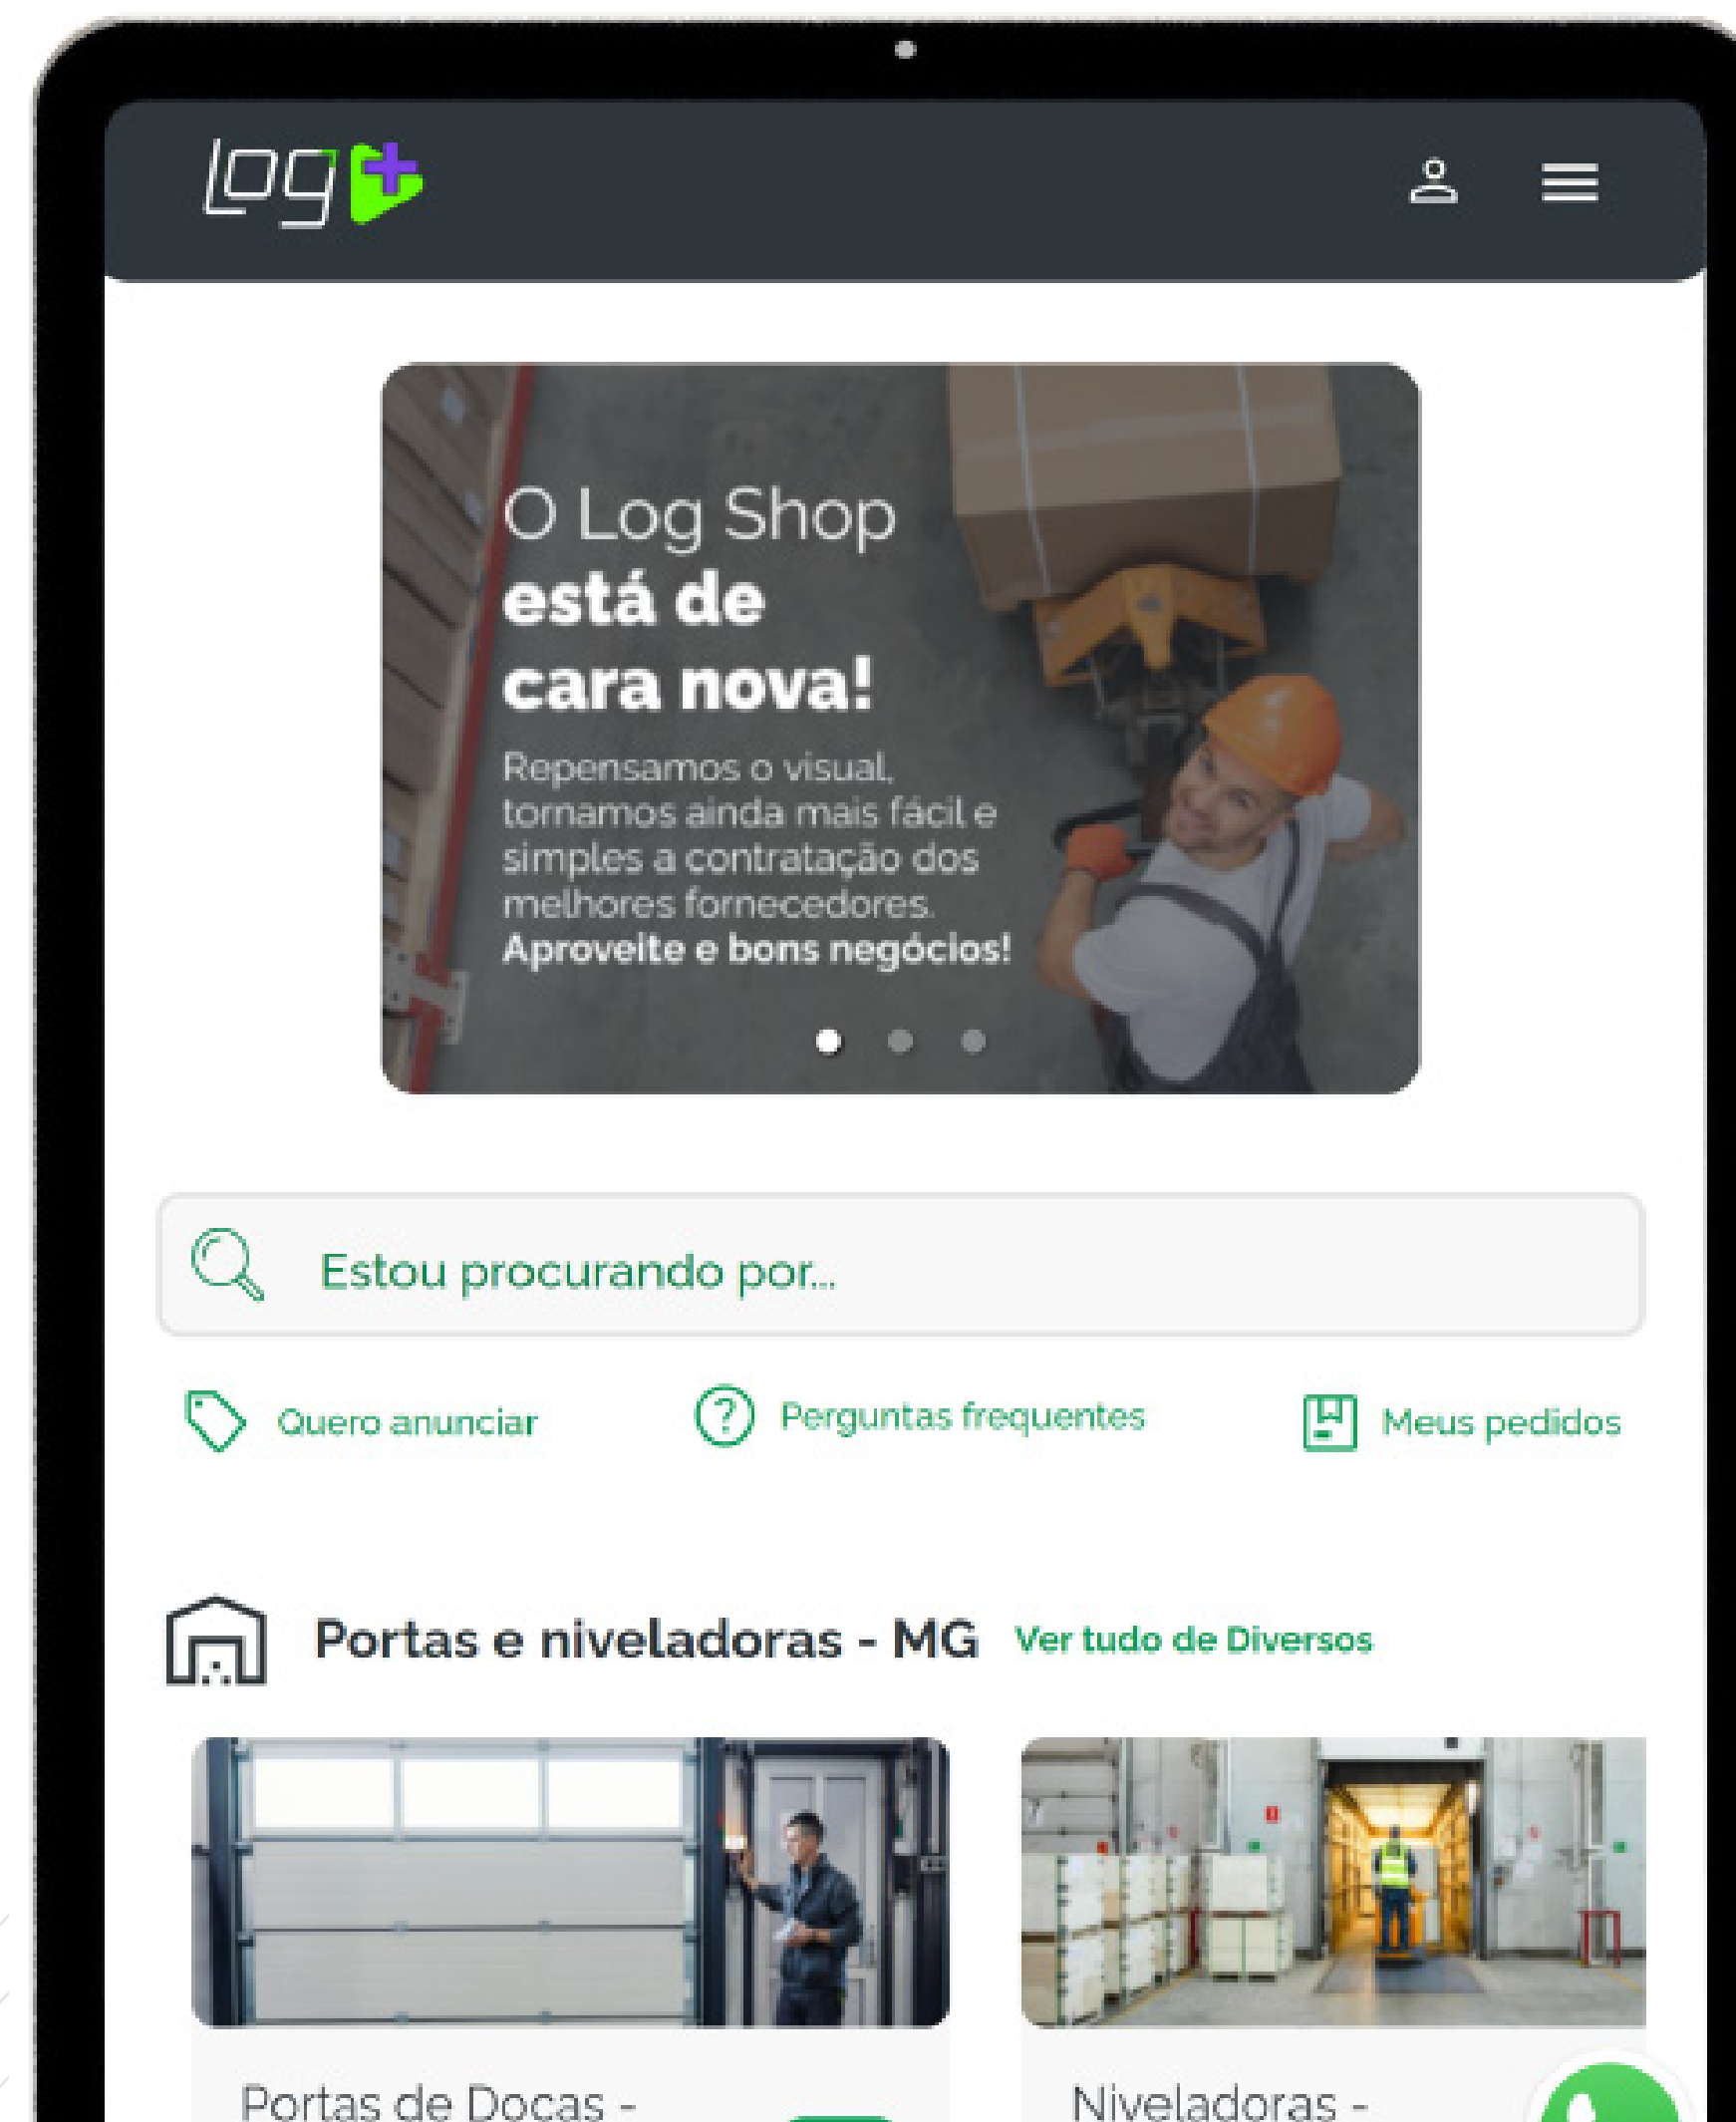 Log+
O Log Shop
está de
cara nova!
Repensamos o visual,
tornamos ainda mais fácil e
simples a contratação dos
melhores fornecedores.
Aproveite e bons negócios!
Estou procurando por...
Quero anunciar
Perguntas frequentes
Meus pedidos
Portas e niveladoras - MG Ver tudo de Diversos
Portas de Docas -
Niveladoras -